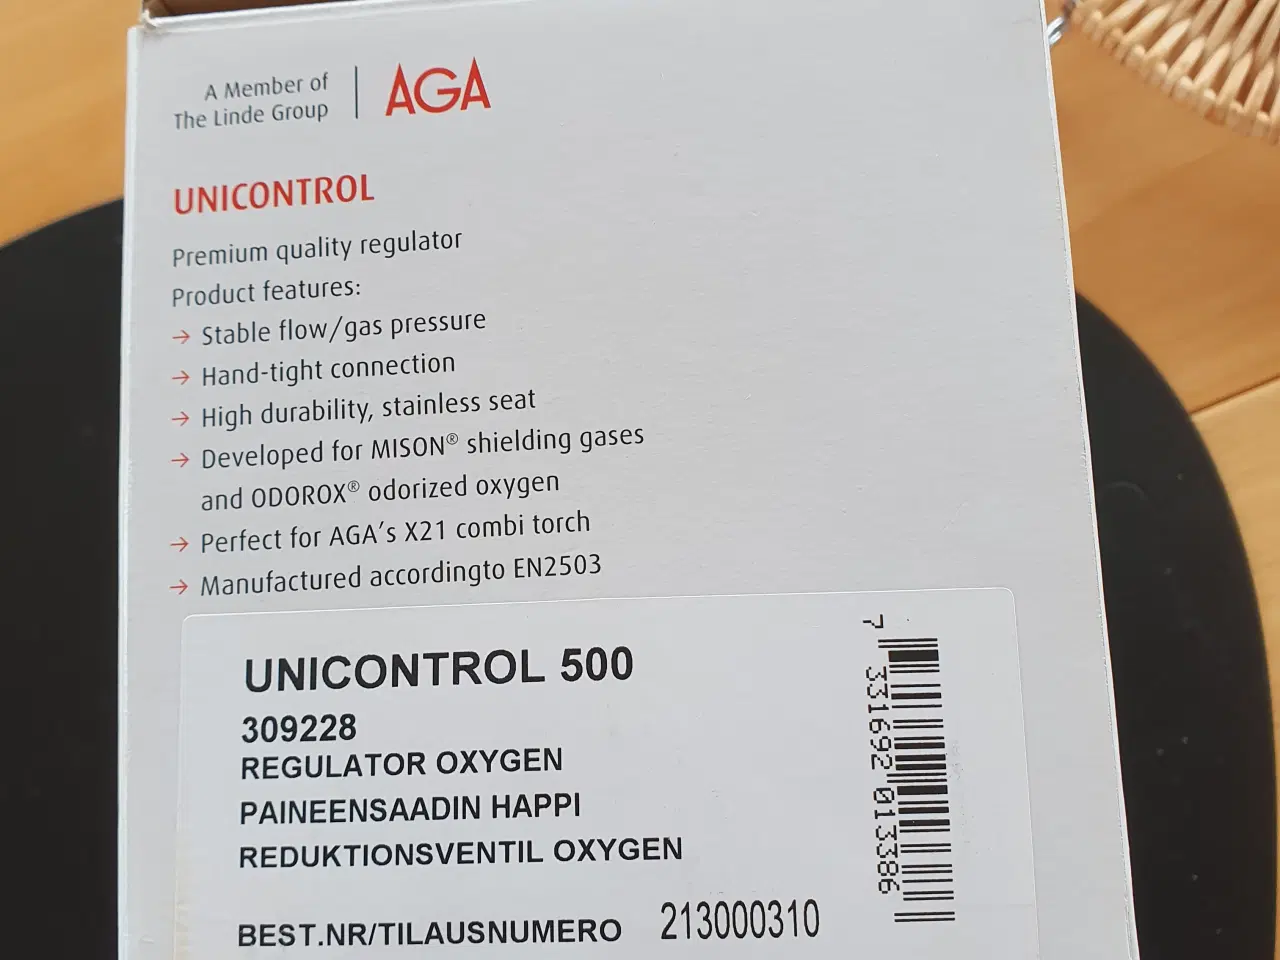 A Member of
The Linde Group
AGA
UNICONTROL
Premium quality regulator
Product features:
→ Stable flow/gas pressure
→ Hand-tight connection
→ High durability, stainless seat
→ Developed for MISON® shielding gases
and ODOROX® odorized oxygen
→ Perfect for AGA's X21 combi torch
→ Manufactured accordingto EN2503
UNICONTROL 500
309228
REGULATOR OXYGEN
PAINEENSAADIN HAPPI
REDUKTIONSVENTIL OXYGEN
BEST.NR/TILAUSNUMERO 213000310
7 331692 013386